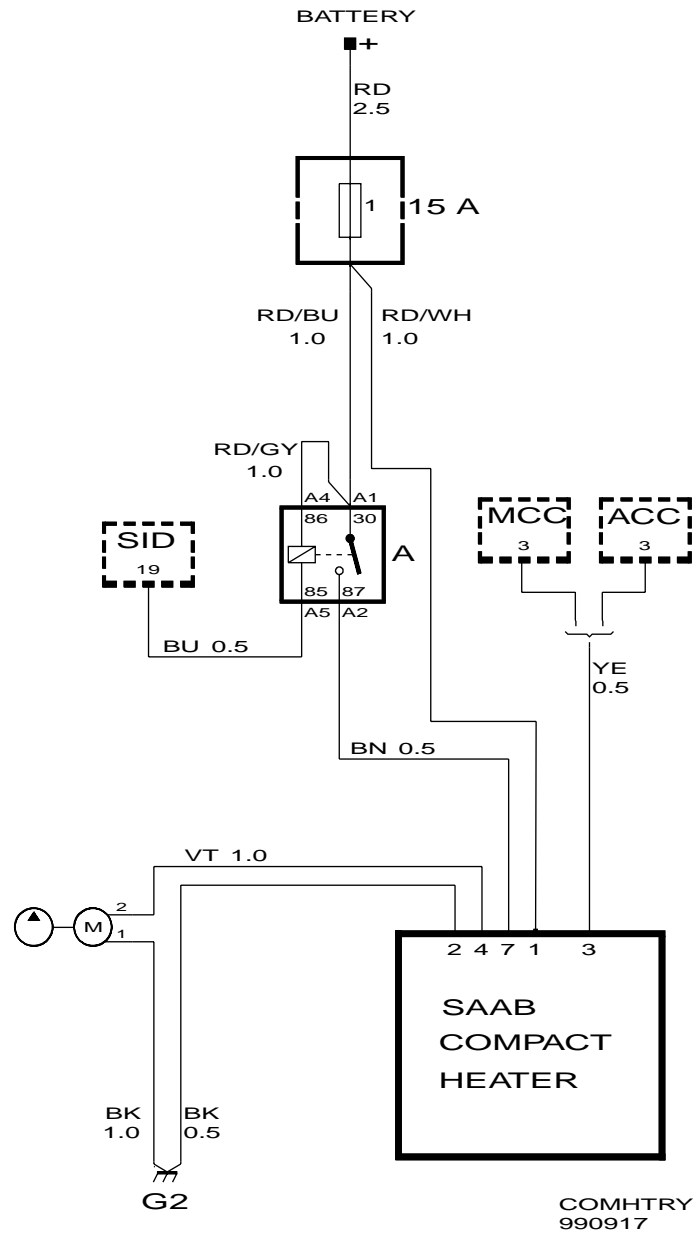 BATTERY
+
RD
2.5
1 15 A
RD/BU RD/WH
1.0 1.0
RD/GY
1.0
A4 A1
86 30
SID
19
A
85 87
A5 A2
MCC ACC
3 3
BU 0.5
YE
0.5
BN 0.5
VT 1.0
2
M
1
2 4 7 1 3
SAAB
COMPACT
HEATER
BK BK
1.0 0.5
G2
COMHTRY
990917